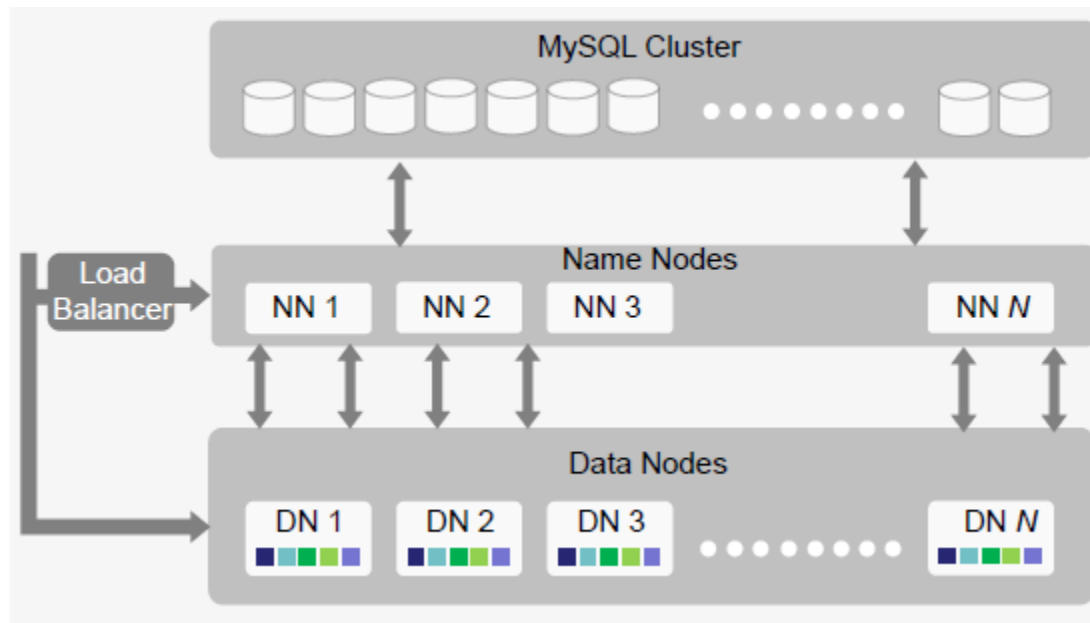 MySQL Cluster
Load
Balancer
Name Nodes
NN 1
NN 2
NN 3
NN N
Data Nodes
DN 1
DN 2
DN 3
DN N